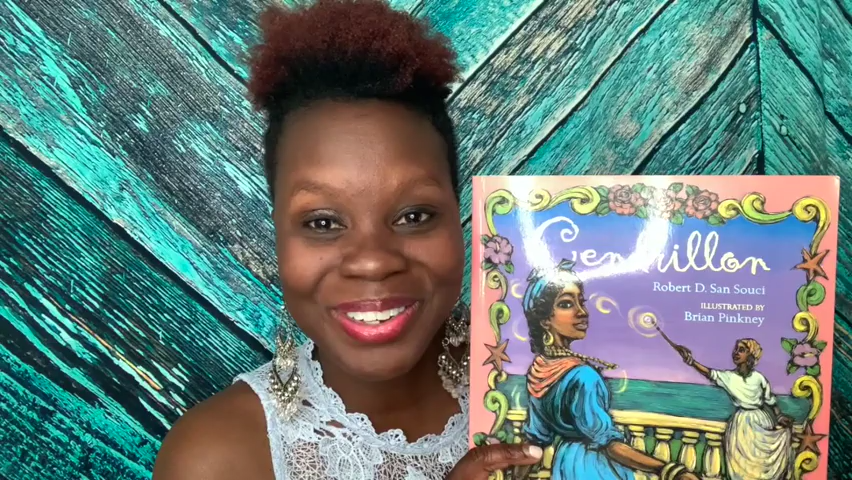 Cendrillon
Robert D. San Souci
ILLUSTRATED BY
Brian Pinkney